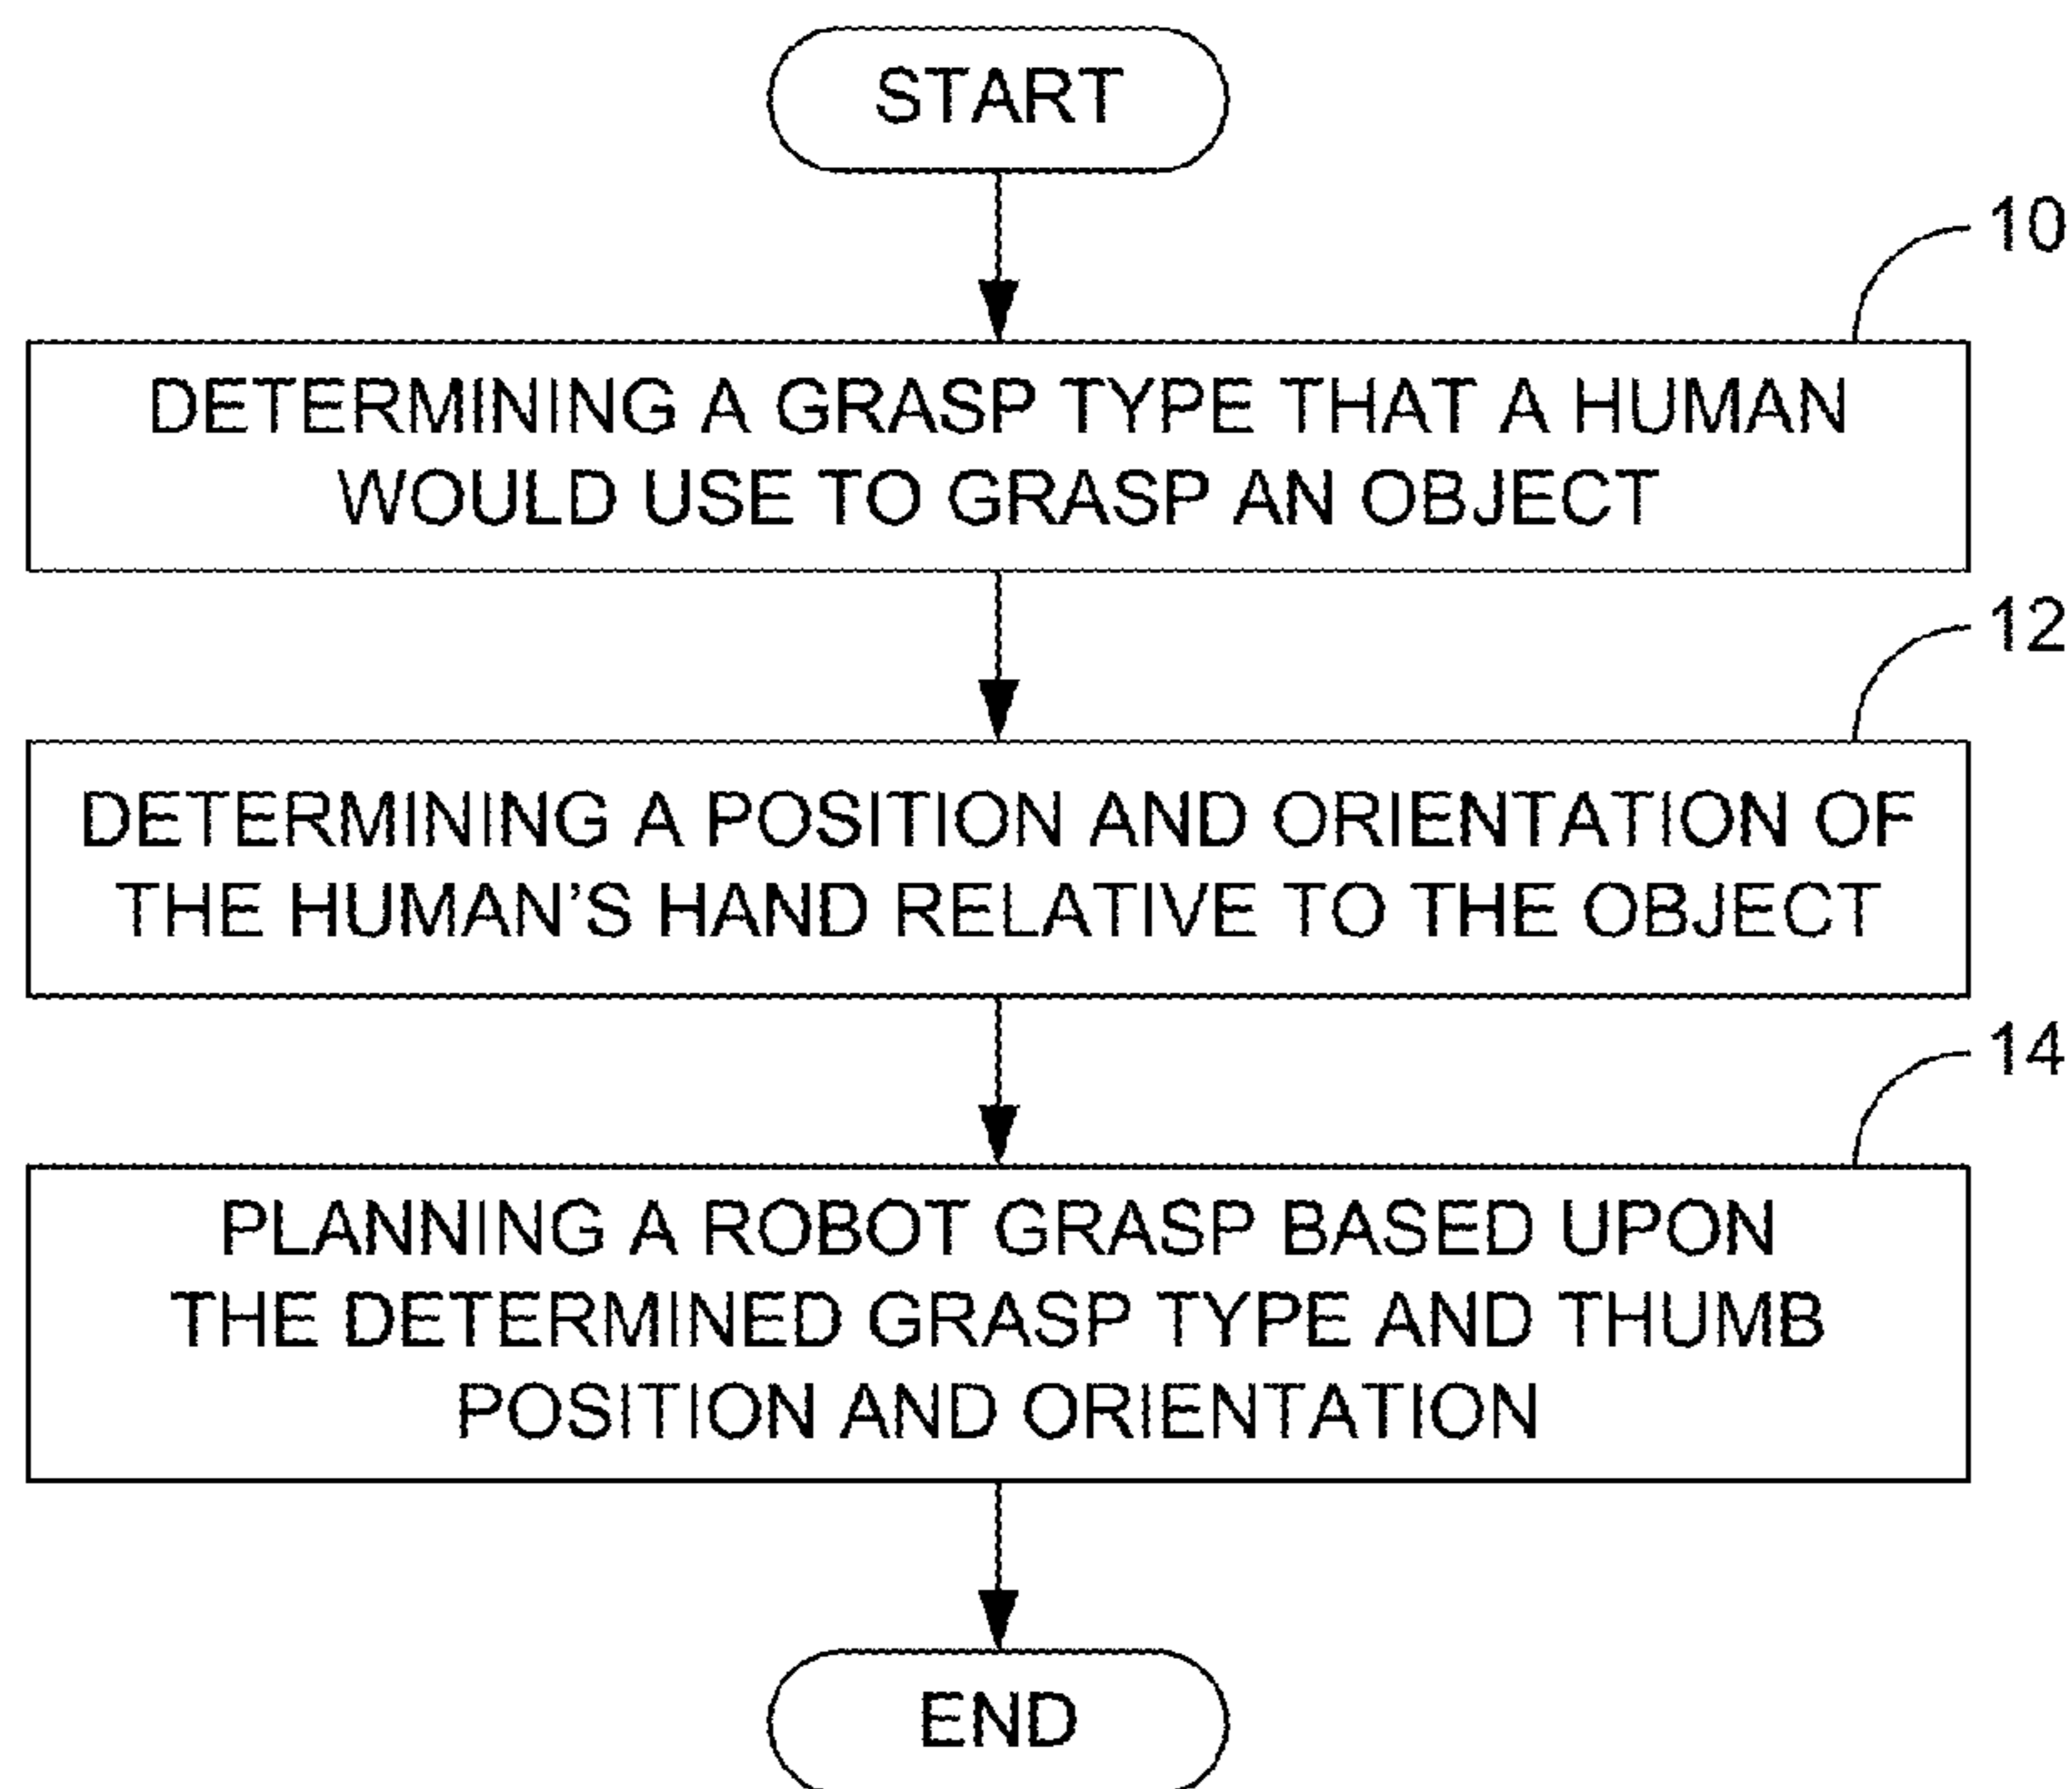 START
10
DETERMINING A GRASP TYPE THAT A HUMAN
WOULD USE TO GRASP AN OBJECT
12
DETERMINING A POSITION AND ORIENTATION OF
THE HUMAN'S HAND RELATIVE TO THE OBJECT
14
PLANNING A ROBOT GRASP BASED UPON
THE DETERMINED GRASP TYPE AND THUMB
POSITION AND ORIENTATION
END